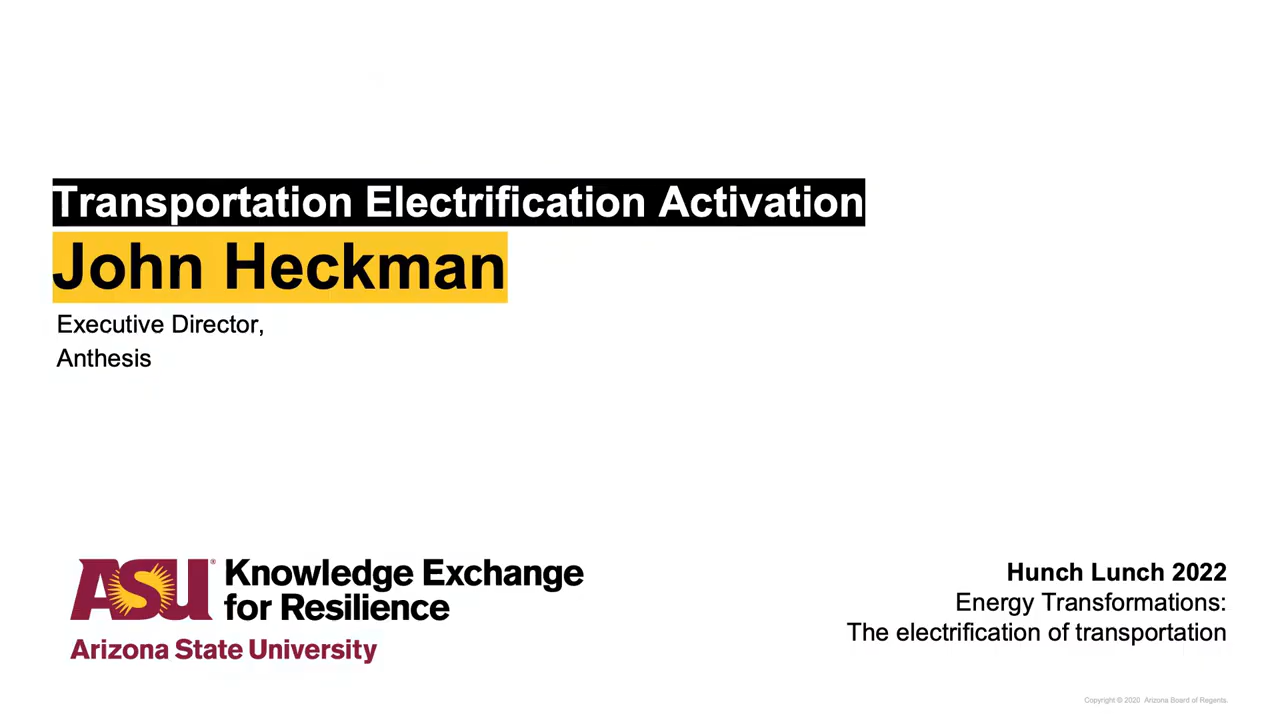 Transportation Electrification Activation
John Heckman
Executive Director,
Anthesis
ASU® Knowledge Exchange
for Resilience
Arizona State University
Hunch Lunch 2022
Energy Transformations:
The electrification of transportation
Copyright © 2020 Arizona Board of Regents.